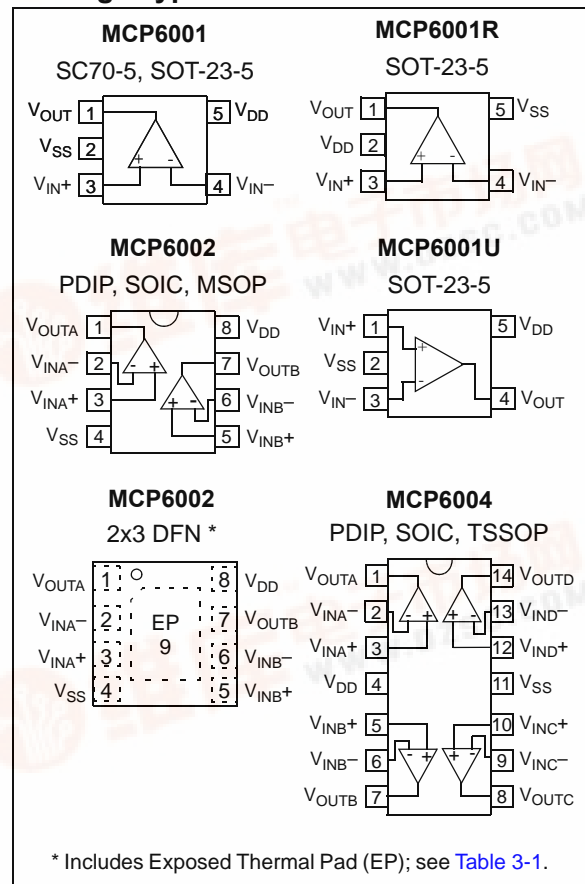 MCP6001
SC70-5, SOT-23-5
VOUT 1
5 VDD
VSS 2
VIN+ 3
4 VIN–
+ -
MCP6001R
SOT-23-5
VOUT 1
5 VSS
VDD 2
VIN+ 3
4 VIN–
+ -
MCP6002
PDIP, SOIC, MSOP
VOUTA 1
8 VDD
VINA– 2
7 VOUTB
VINA+ 3
6 VINB–
VSS 4
5 VINB+
- +
+ -
MCP6001U
SOT-23-5
VIN+ 1
5 VDD
VSS 2
VIN– 3
4 VOUT
+
-
MCP6002
2x3 DFN *
VOUTA 1
8 VDD
VINA– 2
7 VOUTB
VINA+ 3
6 VINB–
VSS 4
5 VINB+
EP
9
MCP6004
PDIP, SOIC, TSSOP
VOUTA 1
14 VOUTD
VINA– 2
13 VIND–
VINA+ 3
12 VIND+
VDD 4
11 VSS
VINB+ 5
10 VINC+
VINB– 6
9 VINC–
VOUTB 7
8 VOUTC
- +
+ -
- +
+ -
* Includes Exposed Thermal Pad (EP); see Table 3-1.